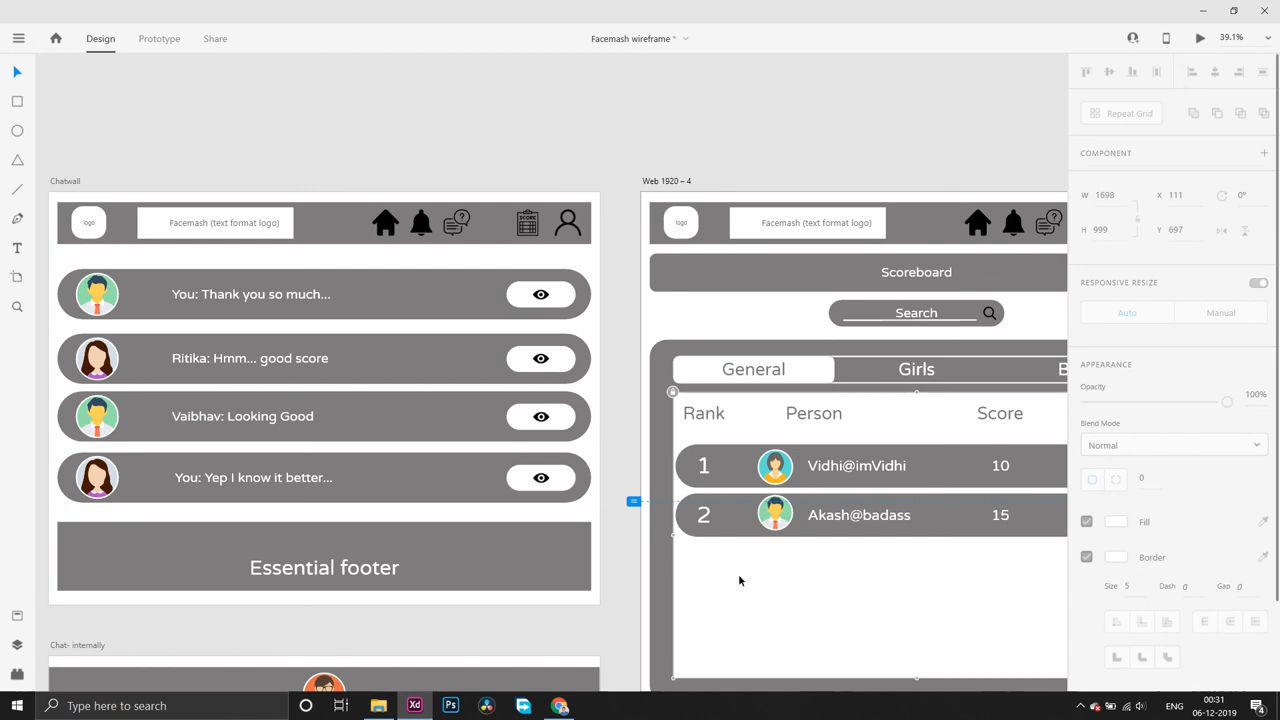 Design
Prototype
Share
Facemash wireframe *
39.1%
Repeat Grid
COMPONENT
W 1698
X 111
0°
H 999
Y 697
RESPONSIVE RESIZE
Auto
Manual
APPEARANCE
Opacity
100%
Blend Mode
Normal
0
Fill
Border
Size 5
Dash 0
Gap 0
Chatwall
logo
Facemash (text format logo)
SCORE
You: Thank you so much...
Ritika: Hmm... good score
Vaibhav: Looking Good
You: Yep I know it better...
Essential footer
Chat- internally
Web 1920 – 4
logo
Facemash (text format logo)
Scoreboard
Search
General
Girls
B
Rank
Person
Score
1
Vidhi@imVidhi
10
2
Akash@badass
15
Type here to search
Xd
Ps
ENG
00:31
06-12-2019
4